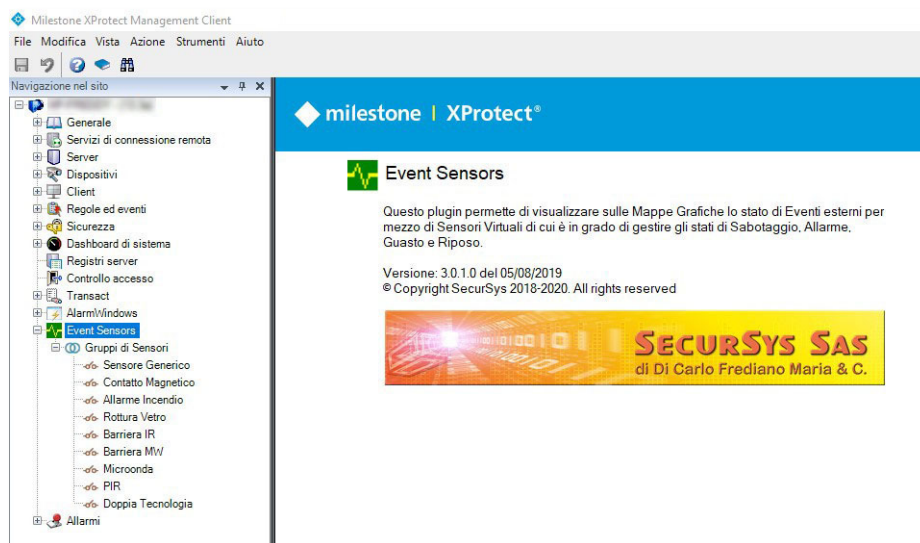 Milestone XProtect Management Client
File Modifica Vista Azione Strumenti Aiuto
Navigazione nel sito
Generale
Servizi di connessione remota
Server
Dispositivi
Client
Regole ed eventi
Sicurezza
Dashboard di sistema
Registri server
Controllo accesso
Transact
AlarmWindows
Event Sensors
Gruppi di Sensori
Sensore Generico
Contatto Magnetico
Allarme Incendio
Rottura Vetro
Barriera IR
Barriera MW
Microonda
PIR
Doppia Tecnologia
Allarmi
milestone | XProtect®
Event Sensors
Questo plugin permette di visualizzare sulle Mappe Grafiche lo stato di Eventi esterni per
mezzo di Sensori Virtuali di cui è in grado di gestire gli stati di Sabotaggio, Allarme,
Guasto e Riposo.
Versione: 3.0.1.0 del 05/08/2019
© Copyright SecurSys 2018-2020. All rights reserved
SECURSYS SAS
di Di Carlo Frediano Maria & C.